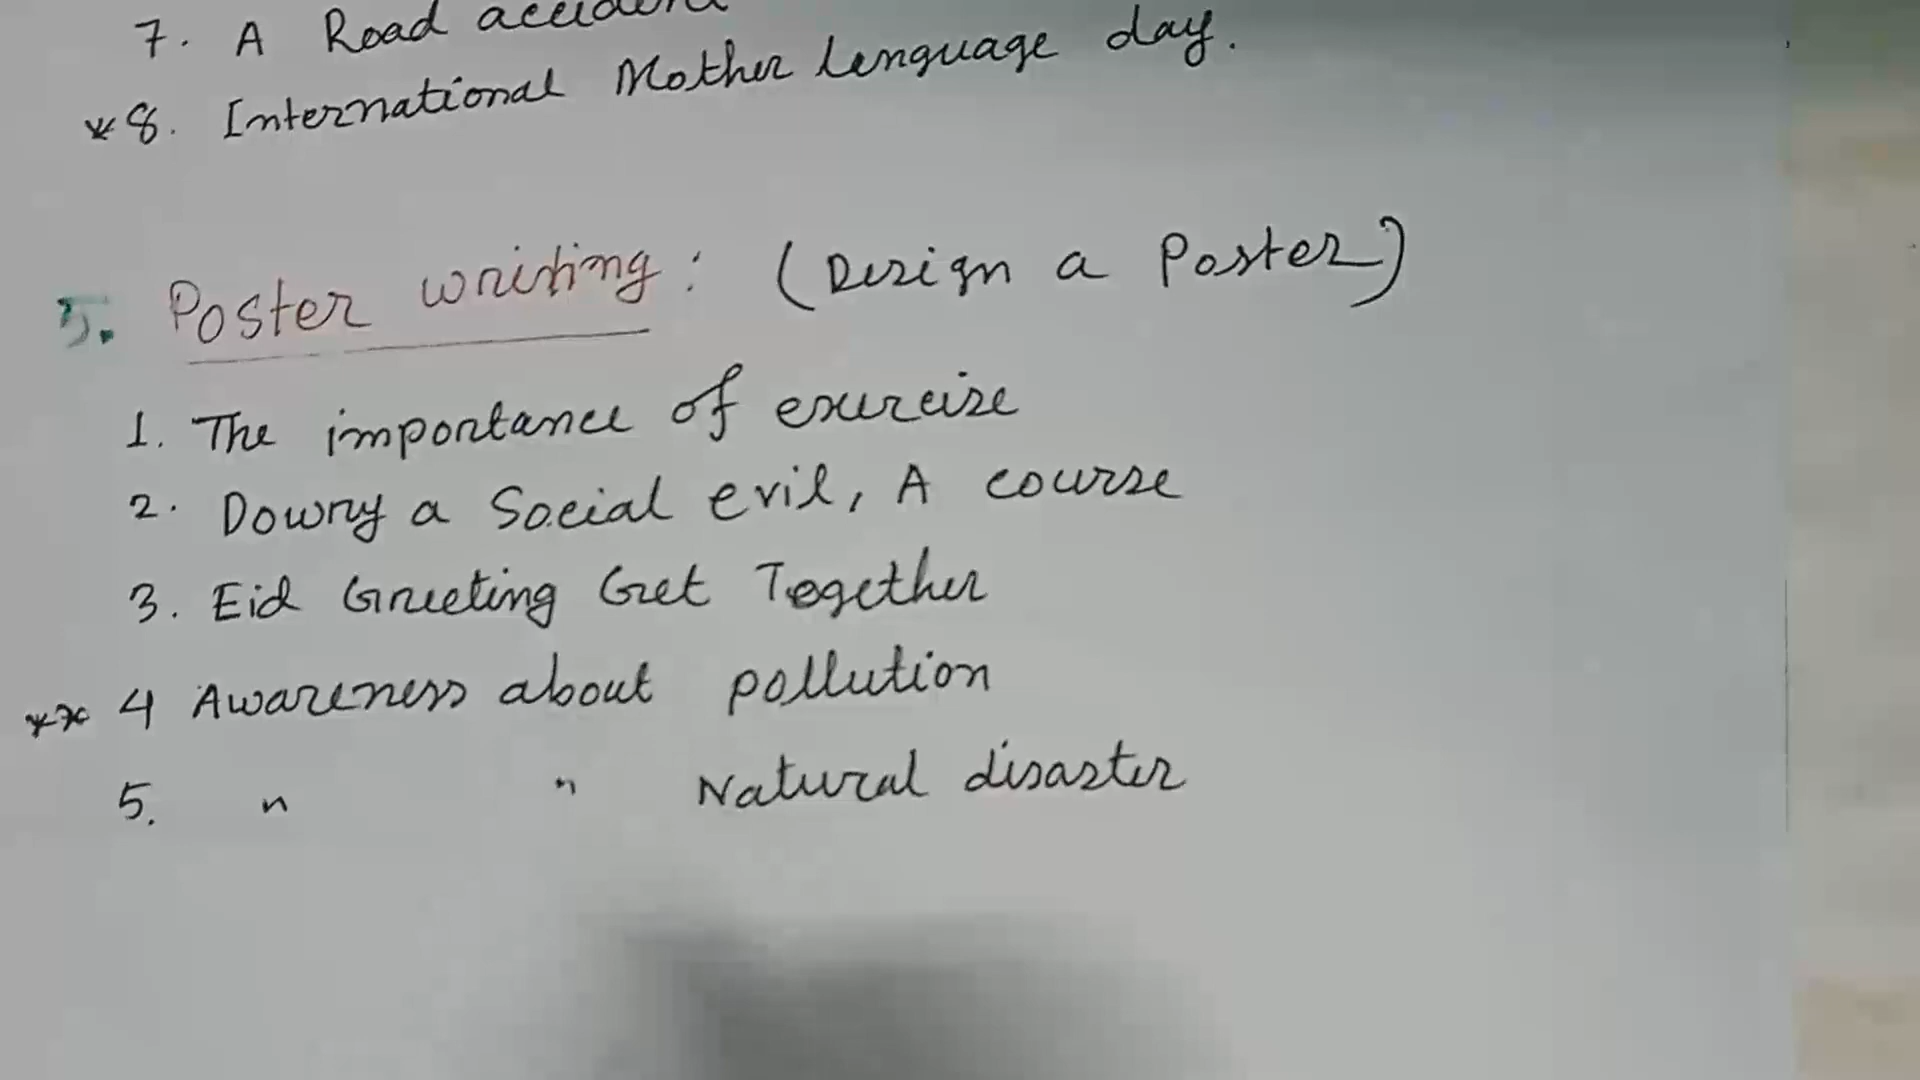 7. A Road accident
*8. International Mother Lenguage day.
5. Poster writing: (Design a Poster)
1. The importance of exercise
2. Dowry a Social evil, A course
3. Eid Greeting Get Together
** 4 Awareness about pollution
5. " " Natural disaster